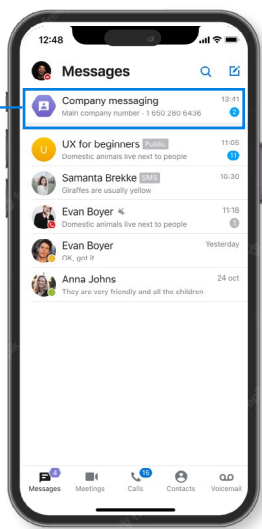 12:48
Messages
Company messaging 13:41
Main company number - 1 650 280 6436 2
U UX for beginners Public 11:05
Domestic animals live next to people 11
Samanta Brekke SMS 10:30
Giraffes are usually yellow
Evan Boyer 11:18
Domestic animals live next to people 1
Evan Boyer Yesterday
OK, got it
Anna Johns 24 oct
They are very friendly and all the children
4 15
Messages Meetings Calls Contacts Voicemail